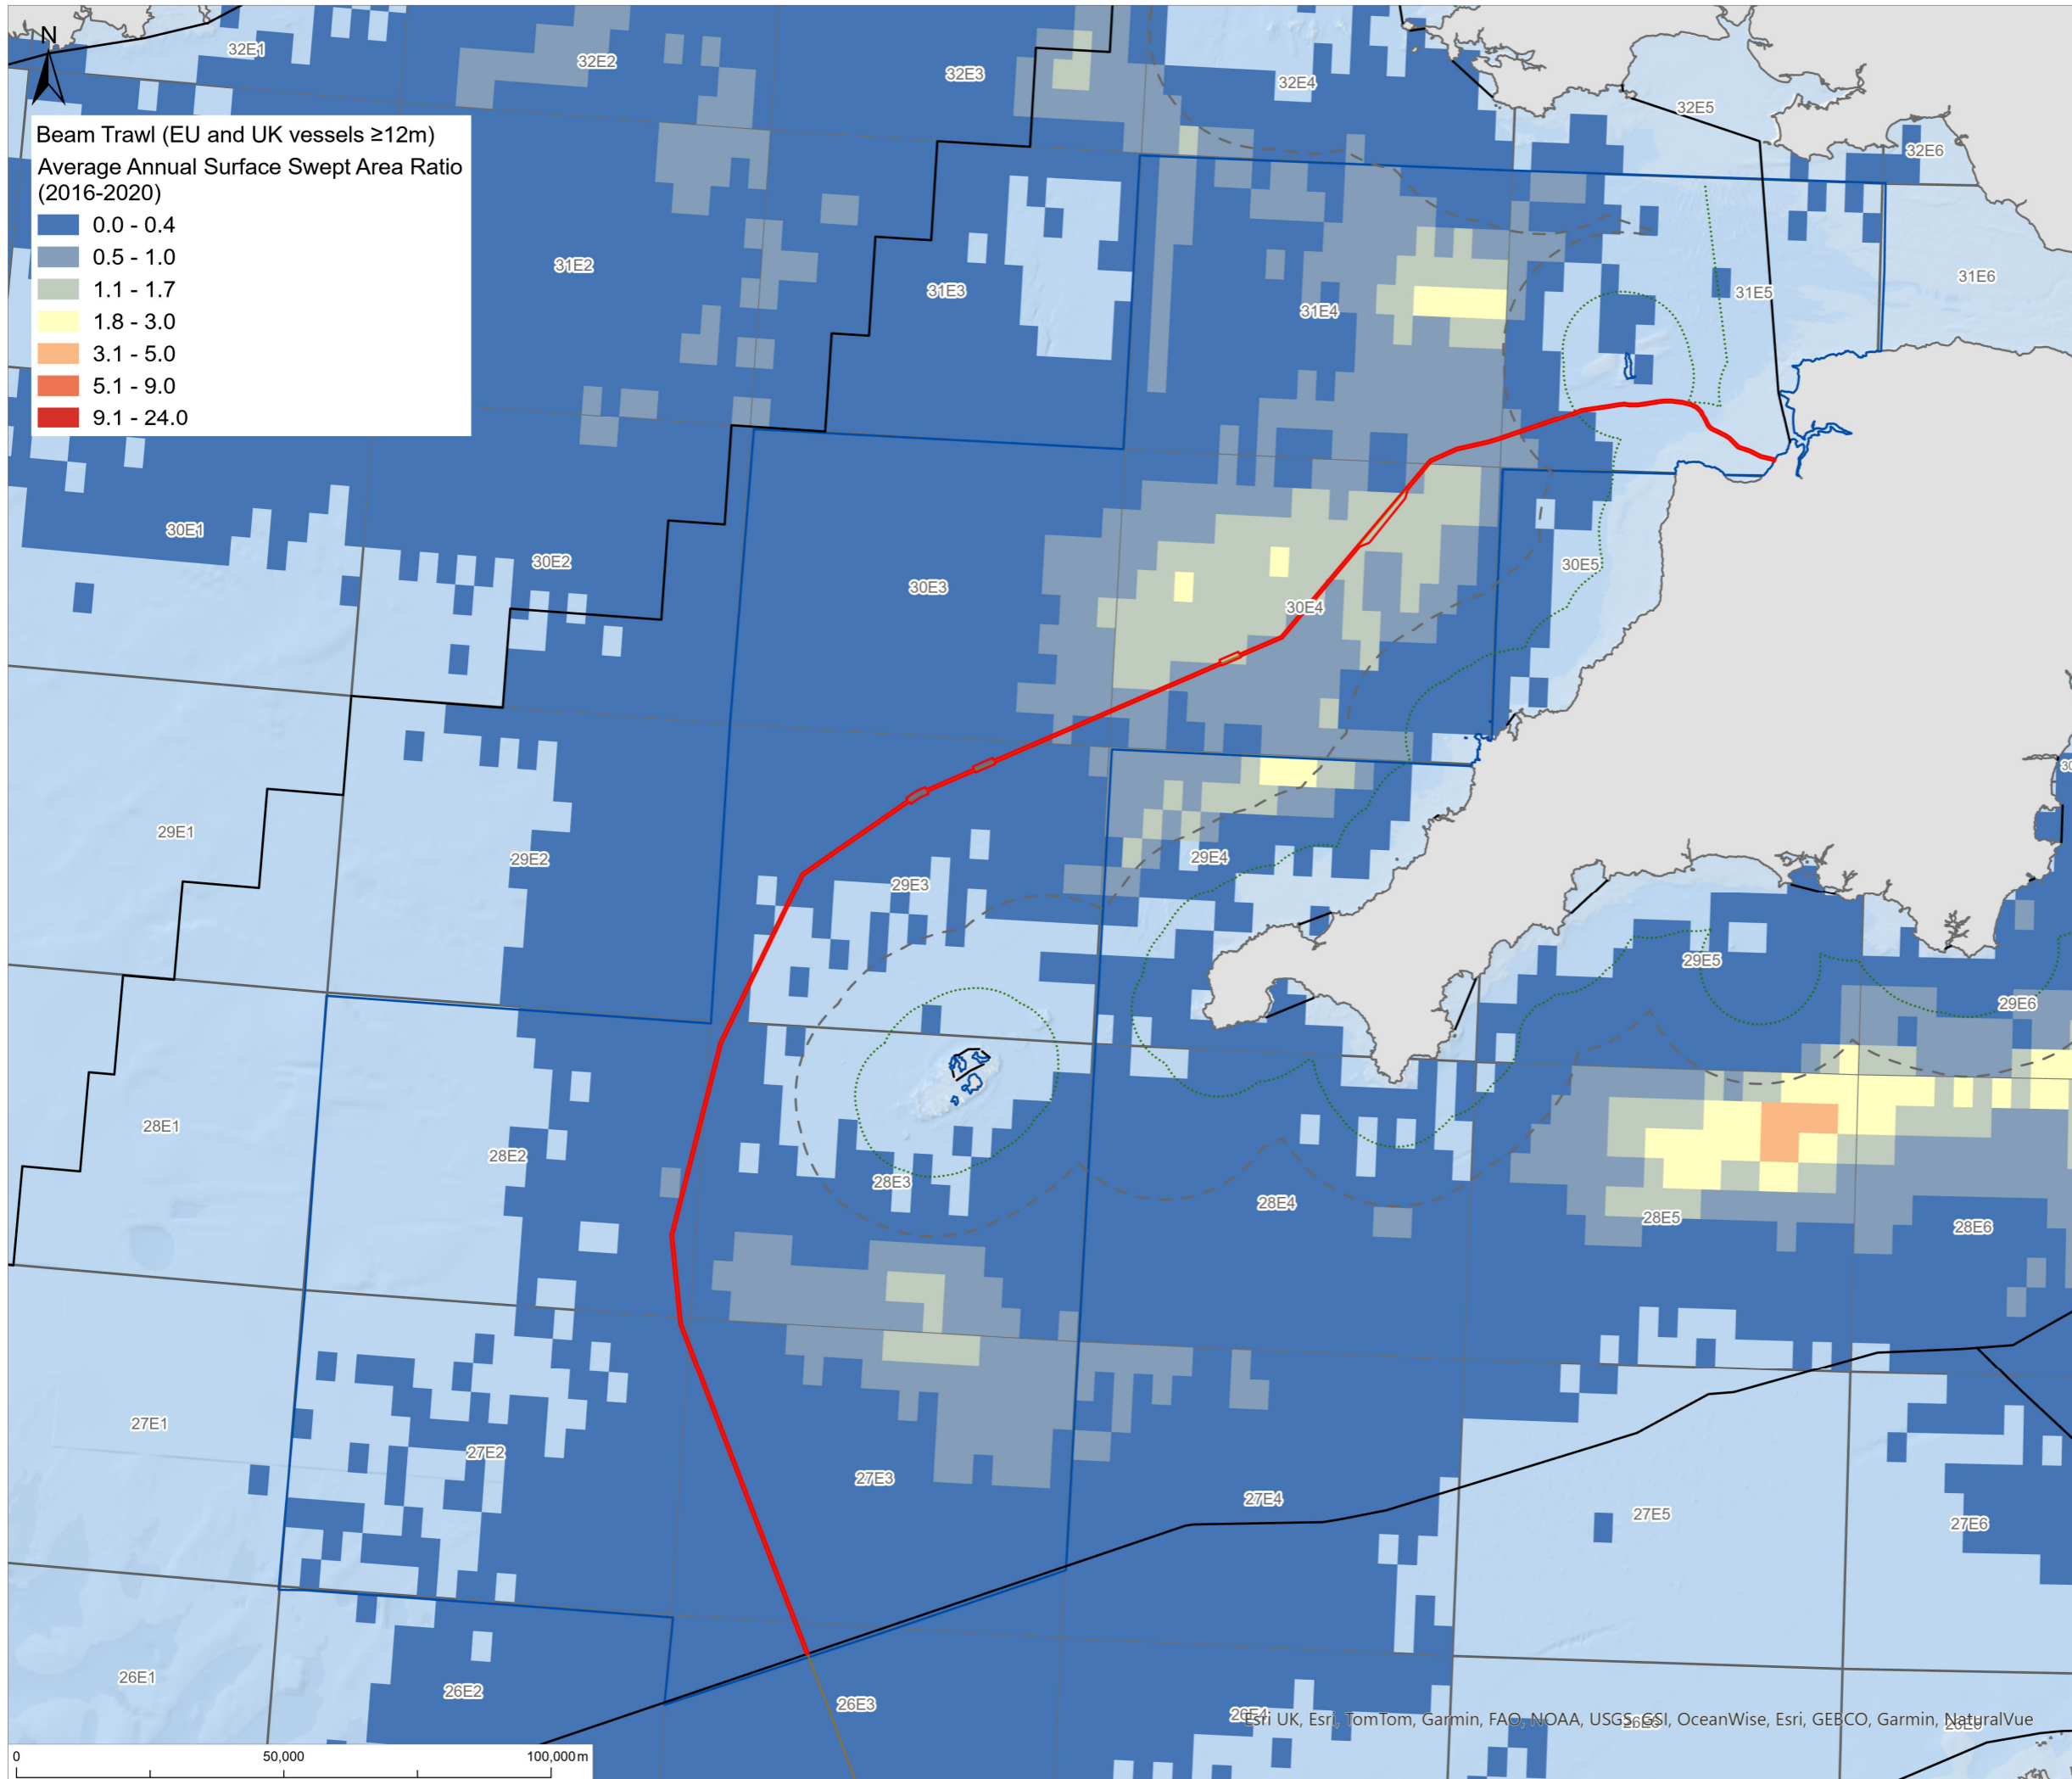 N
Beam Trawl (EU and UK vessels ≥12m)
Average Annual Surface Swept Area Ratio
(2016-2020)
0.0 - 0.4
0.5 - 1.0
1.1 - 1.7
1.8 - 3.0
3.1 - 5.0
5.1 - 9.0
9.1 - 24.0
32E1
32E2
32E3
32E4
32E5
32E6
31E2
31E3
31E4
31E5
31E6
30E1
30E2
30E3
30E4
30E5
30
29E1
29E2
29E3
29E4
29E5
29E6
28E1
28E2
28E3
28E4
28E5
28E6
27E1
27E2
27E3
27E4
27E5
27E6
26E1
26E2
26E3
26E4
Esri UK, Esri, TomTom, Garmin, FAO, NOAA, USGS, GSI, OceanWise, Esri, GEBCO, Garmin, NaturalVue
0 50,000 100,000 m